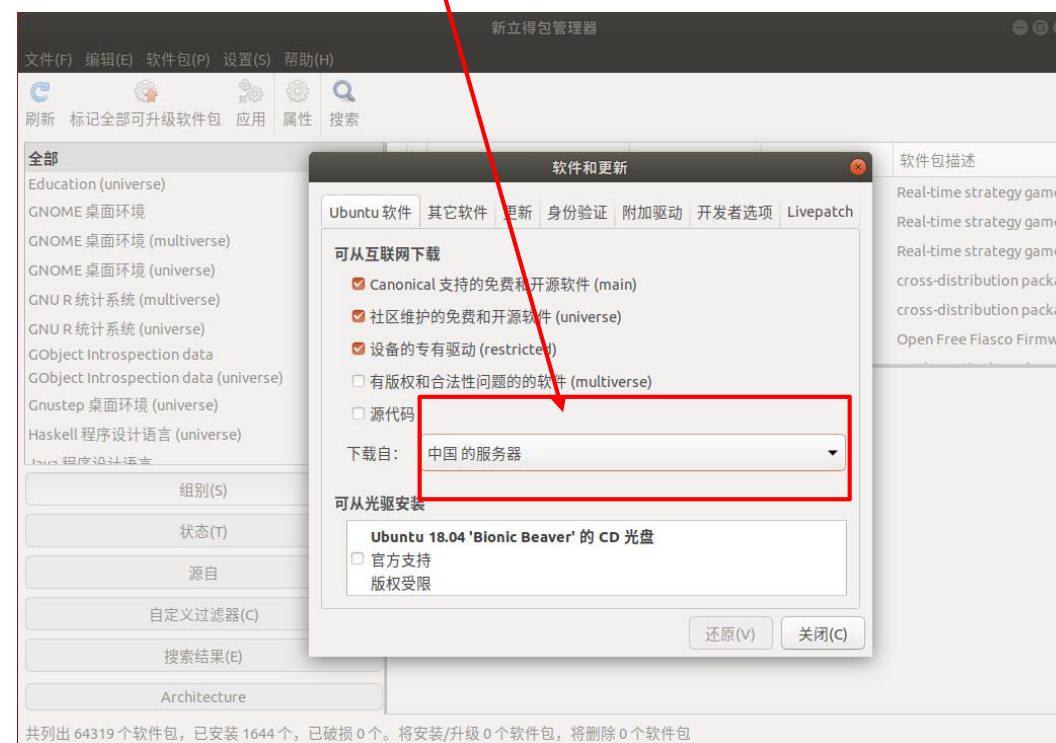 新立得包管理器
文件(F) 编辑(E) 软件包(P) 设置(S) 帮助(H)
刷新 标记全部可升级软件包 应用 属性 搜索
全部
Education (universe)
GNOME 桌面环境
GNOME 桌面环境 (multiverse)
GNOME 桌面环境 (universe)
GNU R 统计系统 (multiverse)
GNU R 统计系统 (universe)
GObject Introspection data
GObject Introspection data (universe)
Gnustep 桌面环境 (universe)
Haskell 程序设计语言 (universe)
Java 程序设计语言
组别(S)
状态(T)
源自
自定义过滤器(C)
搜索结果(E)
Architecture
软件包描述
Real-time strategy game
Real-time strategy game
Real-time strategy game
cross-distribution packa
cross-distribution packa
Open Free Fiasco Firmw
软件和更新
Ubuntu 软件 其它软件 更新 身份验证 附加驱动 开发者选项 Livepatch
可从互联网下载
Canonical 支持的免费和开源软件 (main)
社区维护的免费和开源软件 (universe)
设备的专有驱动 (restricted)
有版权和合法性问题的的软件 (multiverse)
源代码
下载自： 中国 的服务器
可从光驱安装
Ubuntu 18.04 'Bionic Beaver' 的 CD 光盘
官方支持
版权受限
还原(V) 关闭(C)
共列出 64319 个软件包，已安装 1644 个，已破损 0 个。将安装/升级 0 个软件包，将删除 0 个软件包